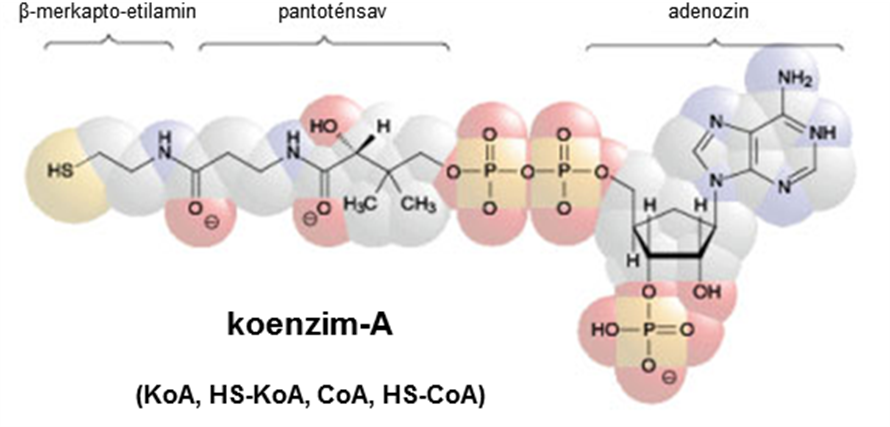 β-merkapto-etilamin pantoténsav adenozin
NH₂
N NH
N N
HO H
HS H N H N O O
O P O P O
O ⊖ ⊖ O H₃C CH₃ O O
H H
H
O OH
HO P O
O ⊖
koenzim-A
(KoA, HS-KoA, CoA, HS-CoA)